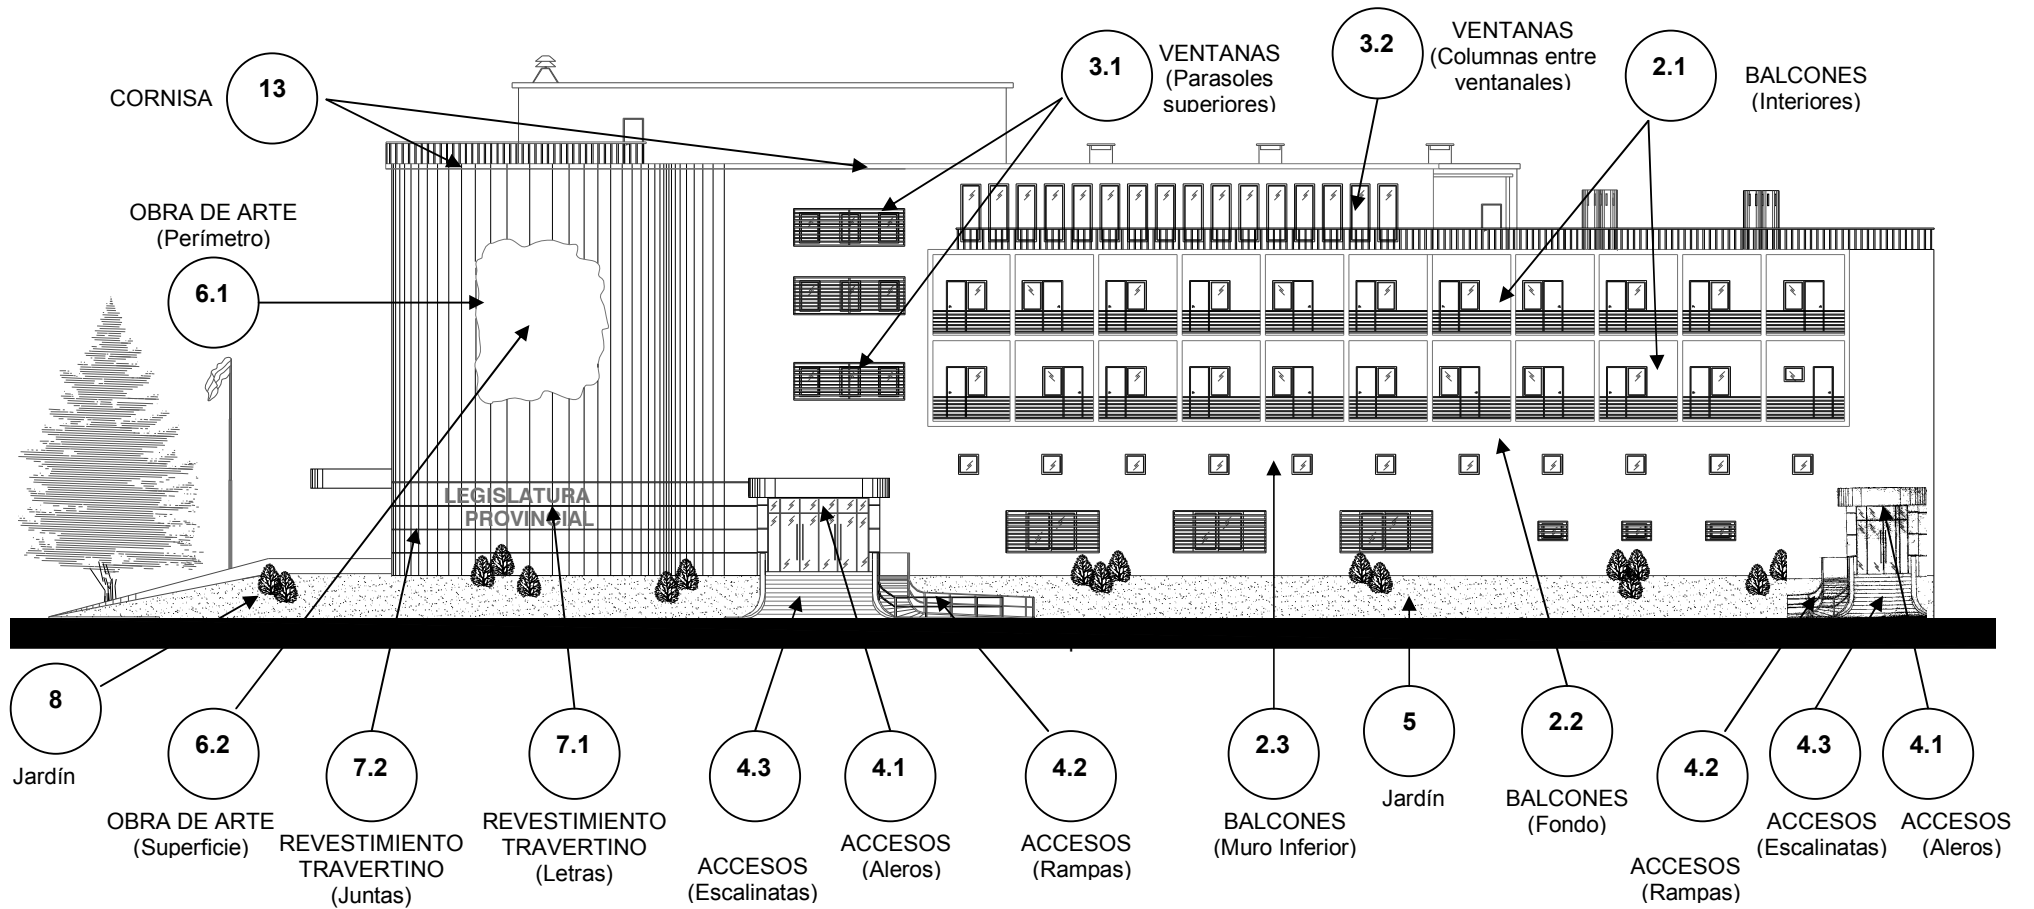 CORNISA
13
3.1
VENTANAS
(Parasoles
superiores)
3.2
VENTANAS
(Columnas entre
ventanales)
2.1
BALCONES
(Interiores)
OBRA DE ARTE
(Perímetro)
6.1
LEGISLATURA
PROVINCIAL
8
Jardín
6.2
OBRA DE ARTE
(Superficie)
7.2
REVESTIMIENTO
TRAVERTINO
(Juntas)
7.1
REVESTIMIENTO
TRAVERTINO
(Letras)
4.3
ACCESOS
(Escalinatas)
4.1
ACCESOS
(Aleros)
4.2
ACCESOS
(Rampas)
2.3
BALCONES
(Muro Inferior)
5
Jardín
2.2
BALCONES
(Fondo)
4.2
ACCESOS
(Rampas)
4.3
ACCESOS
(Escalinatas)
4.1
ACCESOS
(Aleros)